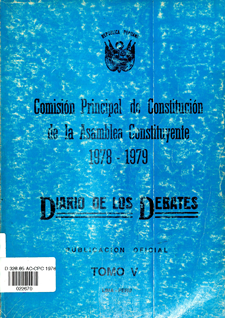 REPUBLICA PERUANA
Comisión Principal de Constitución
de la Asamblea Constituyente
1978 - 1979
DIARIO DE LOS DEBATES
PUBLICACION OFICIAL
TOMO V